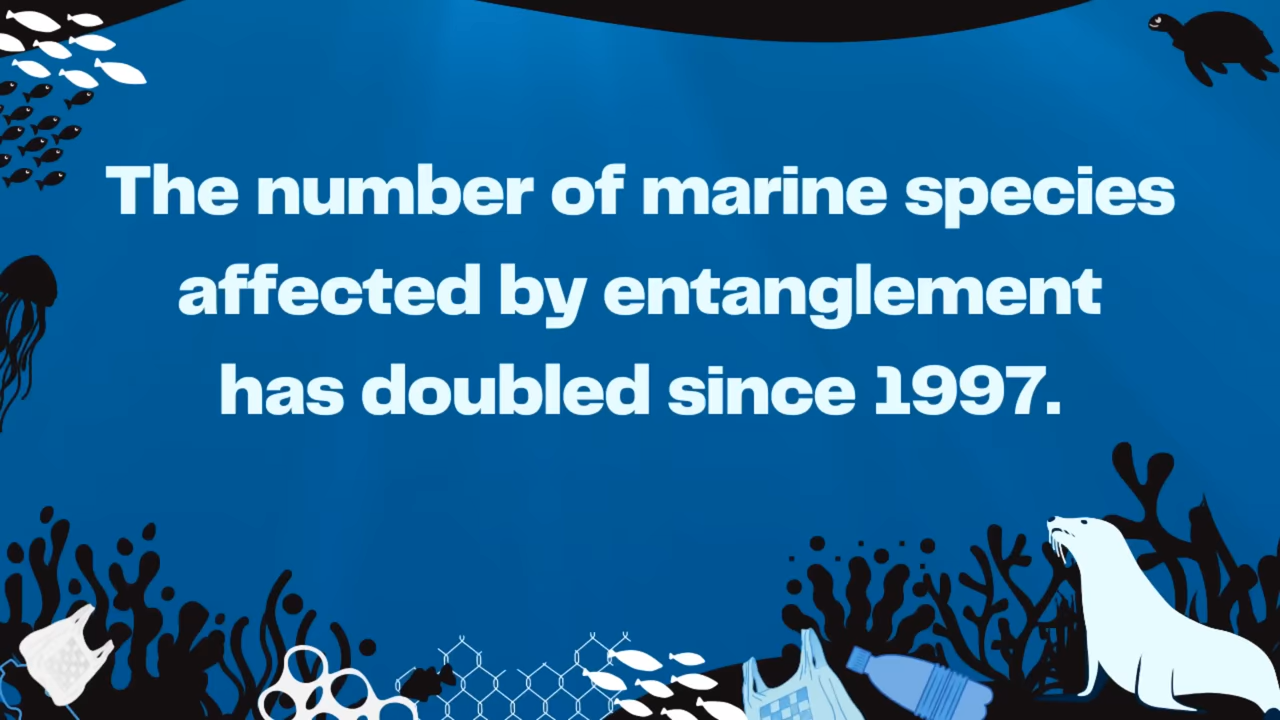 The number of marine species
affected by entanglement
has doubled since 1997.